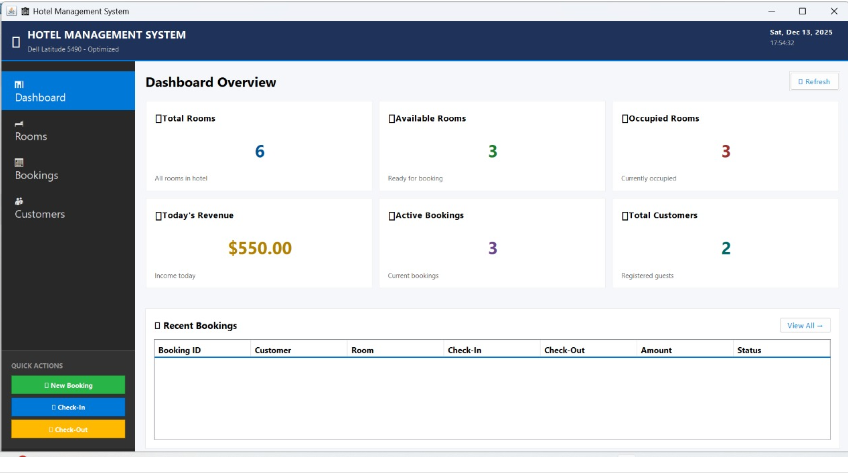 Hotel Management System
HOTEL MANAGEMENT SYSTEM
Dell Latitude 5490 - Optimized
Sat, Dec 13, 2025
17:54:32
Dashboard
Rooms
Bookings
Customers
QUICK ACTIONS
New Booking
Check-In
Check-Out
Dashboard Overview
Refresh
Total Rooms
6
All rooms in hotel
Available Rooms
3
Ready for booking
Occupied Rooms
3
Currently occupied
Today's Revenue
$550.00
Income today
Active Bookings
3
Current bookings
Total Customers
2
Registered guests
Recent Bookings
View All →
Booking ID Customer Room Check-In Check-Out Amount Status